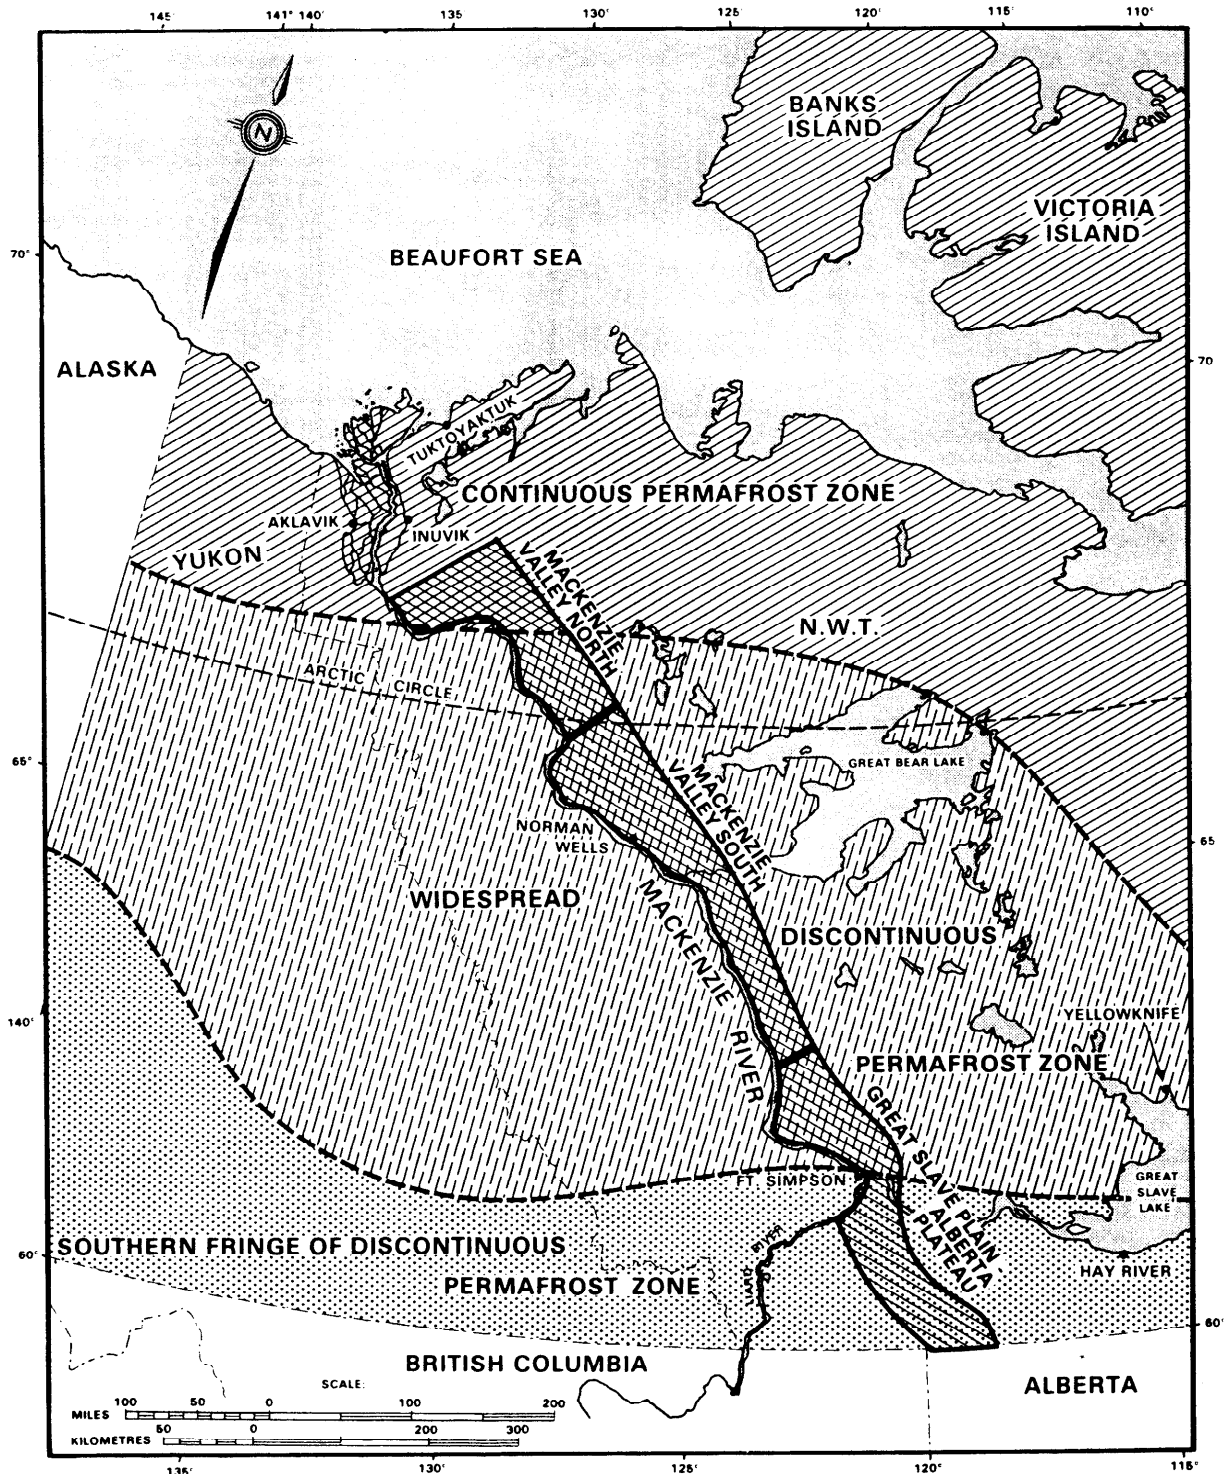 145°
141° 140°
135
130°
125°
120°
115°
110°
N
BANKS
ISLAND
VICTORIA
ISLAND
70°
BEAUFORT SEA
ALASKA
70
TUKTOYAKTUK
CONTINUOUS PERMAFROST ZONE
AKLAVIK
INUVIK
YUKON
MACKENZIE
VALLEY NORTH
N.W.T.
ARCTIC CIRCLE
65°
GREAT BEAR LAKE
MACKENZIE
VALLEY SOUTH
NORMAN
WELLS
65
WIDESPREAD
MACKENZIE RIVER
DISCONTINUOUS
140°
YELLOWKNIFE
PERMAFROST ZONE
GREAT SLAVE PLAIN
ALBERTA
PLATEAU
FT. SIMPSON
GREAT
SLAVE
LAKE
LIARD RIVER
60°
SOUTHERN FRINGE OF DISCONTINUOUS
PERMAFROST ZONE
HAY RIVER
60°
BRITISH COLUMBIA
ALBERTA
SCALE:
MILES 100 50 0 100 200
KILOMETRES 50 0 200 300
135°
130°
125°
120°
115°